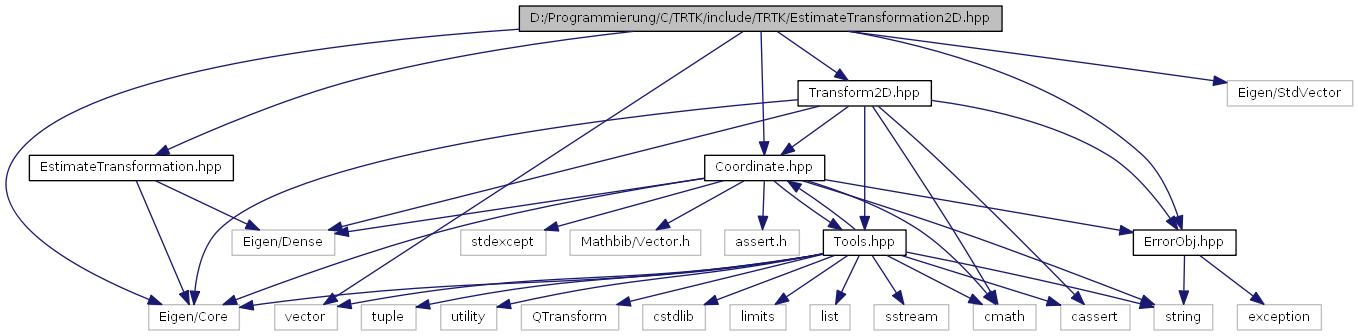 D:/Programmierung/C/TRTK/include/TRTK/EstimateTransformation2D.hpp
Transform2D.hpp
Eigen/StdVector
EstimateTransformation.hpp
Coordinate.hpp
Eigen/Dense
stdexcept
Mathbib/Vector.h
assert.h
Tools.hpp
ErrorObj.hpp
Eigen/Core
vector
tuple
utility
QTransform
cstdlib
limits
list
sstream
cmath
cassert
string
exception